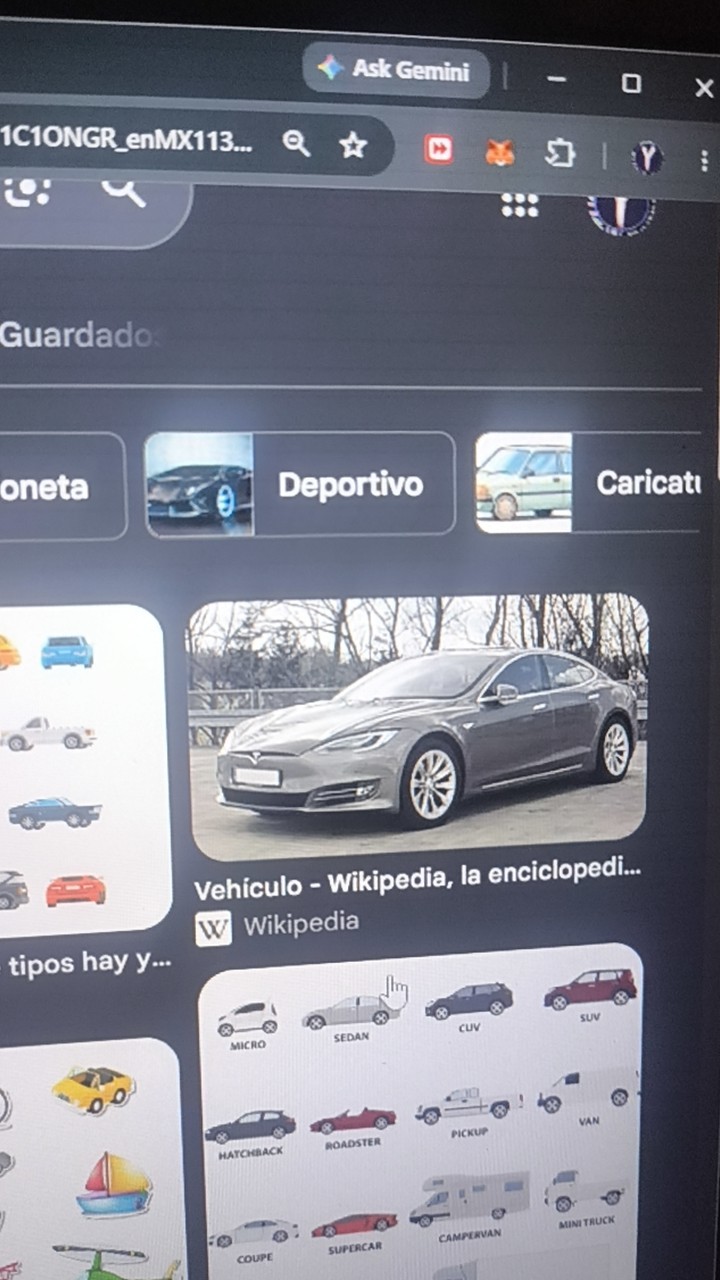 Ask Gemini
1C1ONGR_enMX113...
Guardados
oneta
Deportivo
Caricatu
Vehículo - Wikipedia, la enciclopedi...
W Wikipedia
tipos hay y...
MICRO
SEDAN
CUV
SUV
HATCHBACK
ROADSTER
PICKUP
VAN
COUPE
SUPERCAR
CAMPERVAN
MINI TRUCK